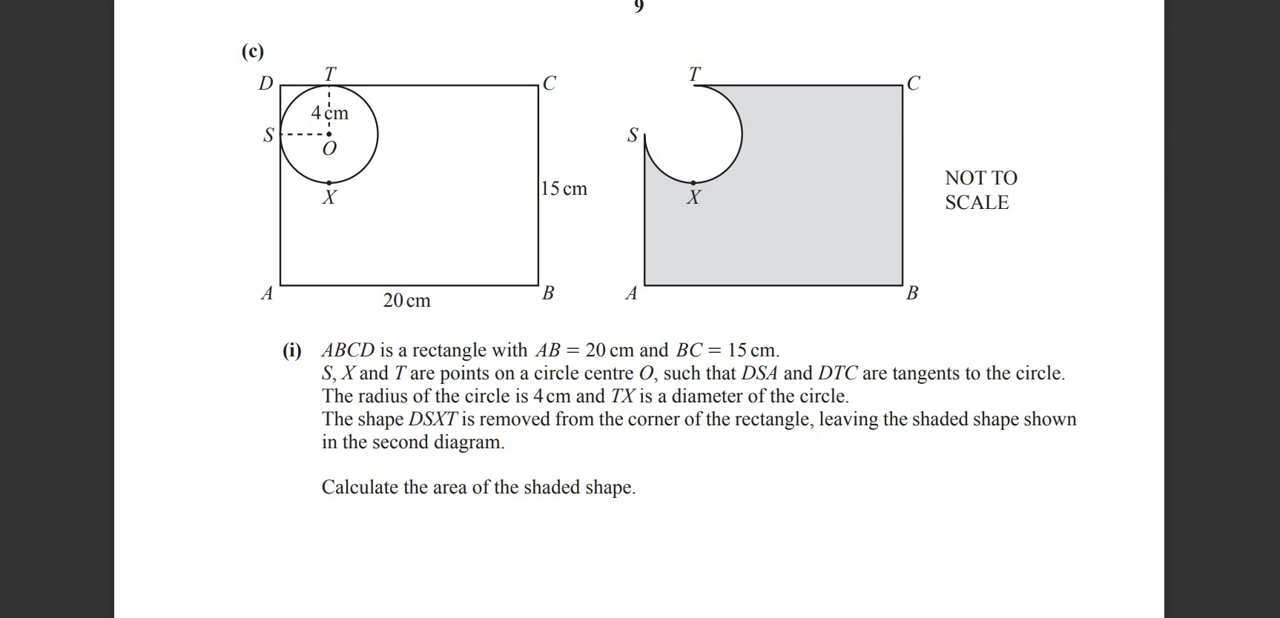 9
(c)
D T C
4 cm
S
O
X
15 cm
A B
20 cm
T C
S
X
A B
NOT TO
SCALE
(i) ABCD is a rectangle with AB = 20 cm and BC = 15 cm.
S, X and T are points on a circle centre O, such that DSA and DTC are tangents to the circle.
The radius of the circle is 4 cm and TX is a diameter of the circle.
The shape DSXT is removed from the corner of the rectangle, leaving the shaded shape shown
in the second diagram.
Calculate the area of the shaded shape.